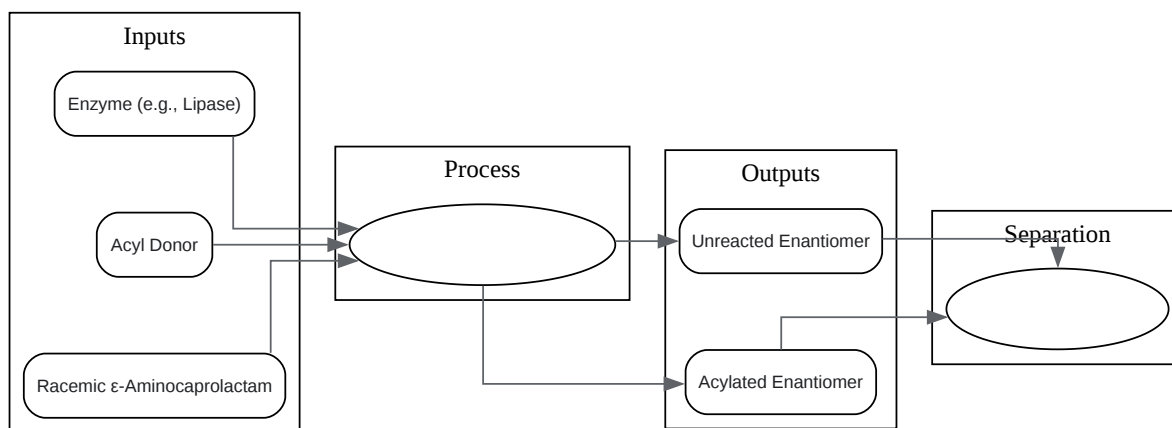 Inputs
Enzyme (e.g., Lipase)
Acyl Donor
Racemic ε-Aminocaprolactam
Process
Outputs
Unreacted Enantiomer
Acylated Enantiomer
Separation